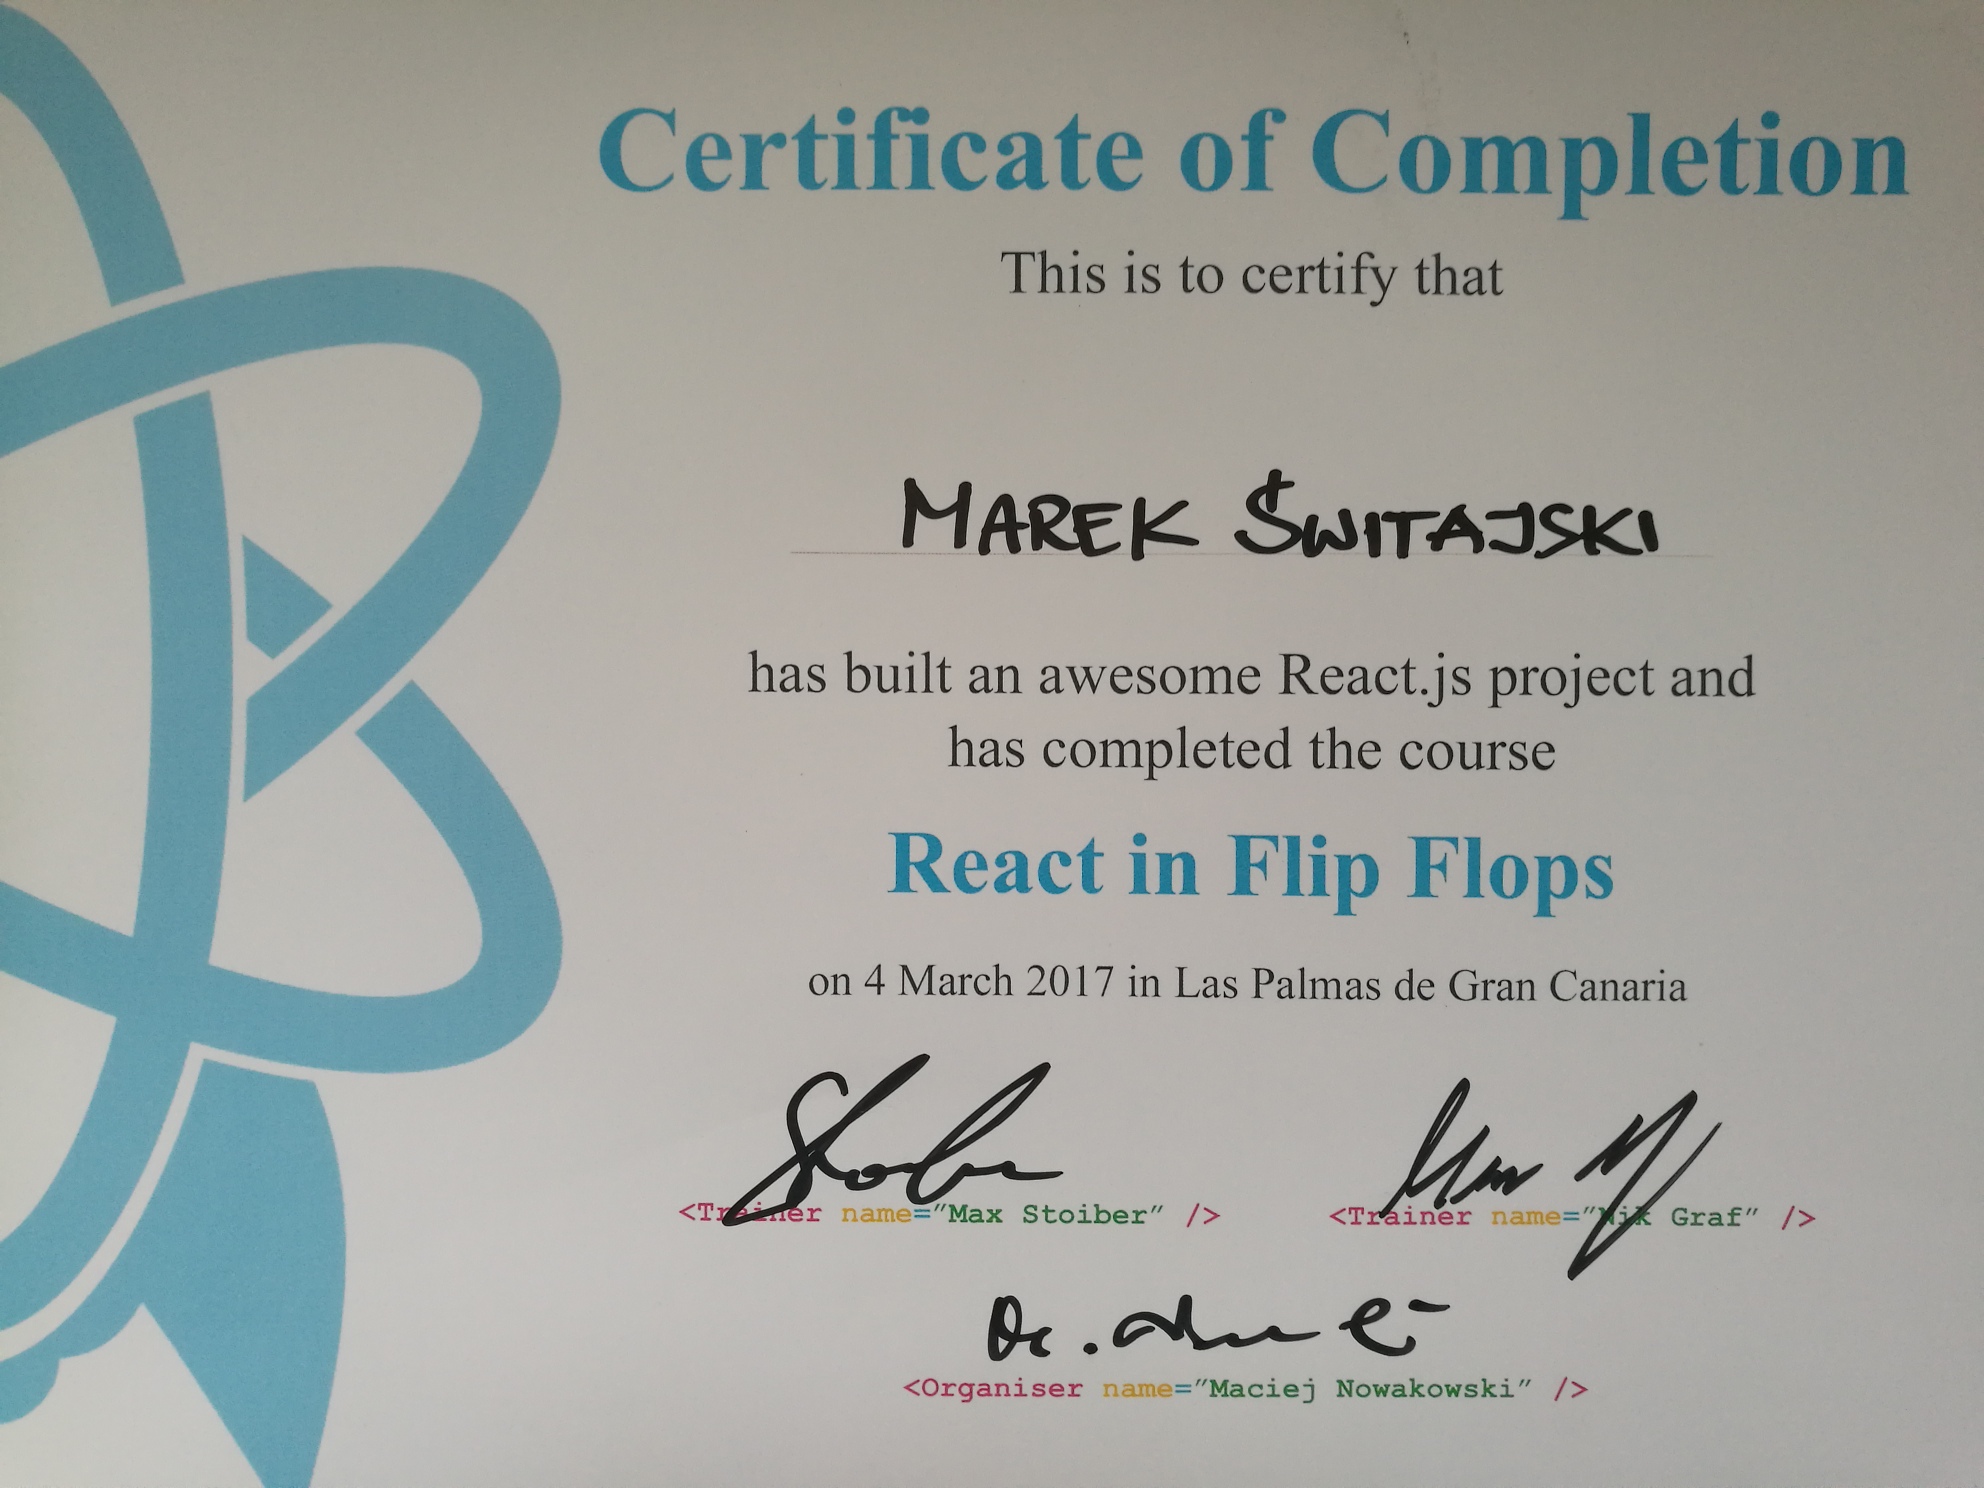 Certificate of Completion
This is to certify that
MAREK ŚWITAJSKI
has built an awesome React.js project and
has completed the course
React in Flip Flops
on 4 March 2017 in Las Palmas de Gran Canaria
<Trainer name="Max Stoiber" /> <Trainer name="Nik Graf" />
<Organiser name="Maciej Nowakowski" />